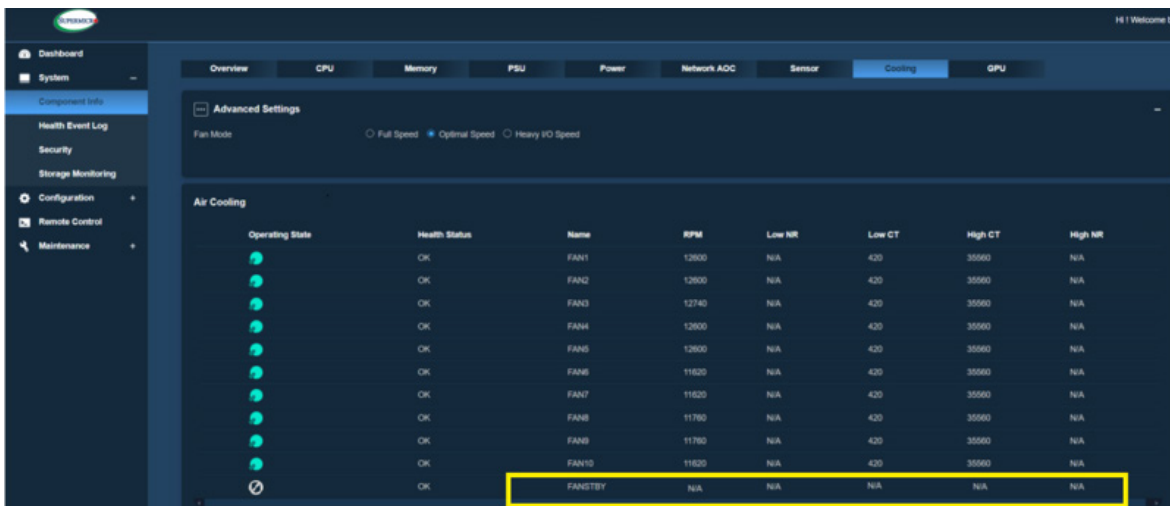 SUPERMICR
Hi ! Welcome
Dashboard
System −
Component Info
Health Event Log
Security
Storage Monitoring
Configuration +
Remote Control
Maintenance +
Overview CPU Memory PSU Power Network AOC Sensor Cooling GPU
Advanced Settings −
Fan Mode Full Speed Optimal Speed Heavy I/O Speed
Air Cooling
Operating State Health Status Name RPM Low NR Low CT High CT High NR
OK FAN1 12600 N/A 420 35560 N/A
OK FAN2 12600 N/A 420 35560 N/A
OK FAN3 12740 N/A 420 35560 N/A
OK FAN4 12600 N/A 420 35560 N/A
OK FAN5 12600 N/A 420 35560 N/A
OK FAN6 11620 N/A 420 35560 N/A
OK FAN7 11620 N/A 420 35560 N/A
OK FAN8 11760 N/A 420 35560 N/A
OK FAN9 11760 N/A 420 35560 N/A
OK FAN10 11620 N/A 420 35560 N/A
OK FANSTBY N/A N/A N/A N/A N/A